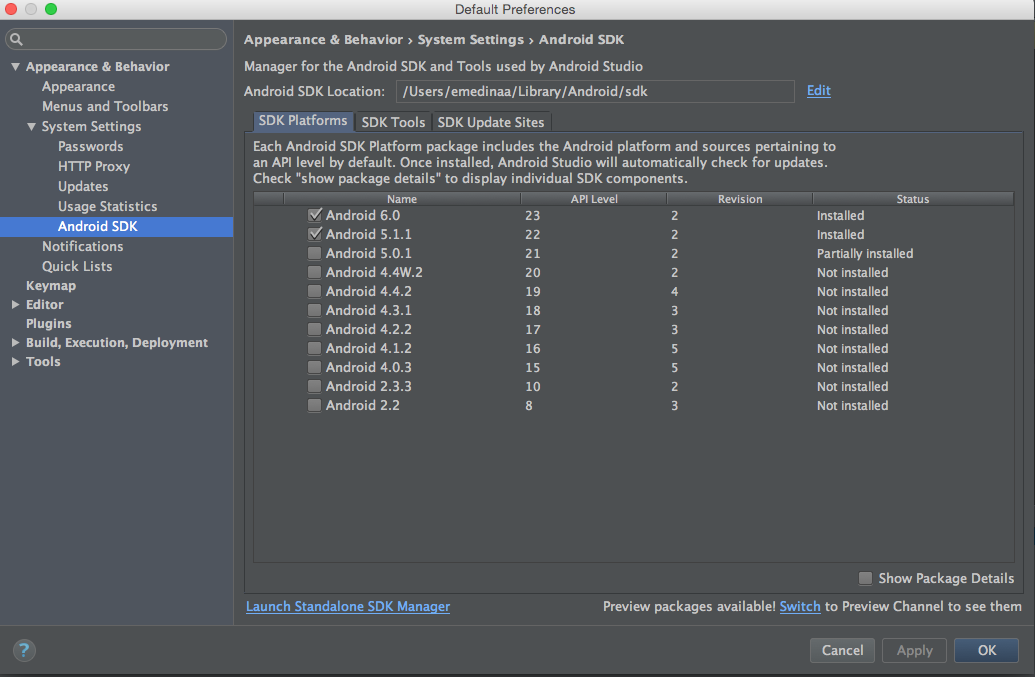 Default Preferences
Appearance & Behavior
Appearance
Menus and Toolbars
System Settings
Passwords
HTTP Proxy
Updates
Usage Statistics
Android SDK
Notifications
Quick Lists
Keymap
Editor
Plugins
Build, Execution, Deployment
Tools
Appearance & Behavior › System Settings › Android SDK
Manager for the Android SDK and Tools used by Android Studio
Android SDK Location: /Users/emedinaa/Library/Android/sdk Edit
SDK Platforms SDK Tools SDK Update Sites
Each Android SDK Platform package includes the Android platform and sources pertaining to
an API level by default. Once installed, Android Studio will automatically check for updates.
Check "show package details" to display individual SDK components.
Name API Level Revision Status
Android 6.0 23 2 Installed
Android 5.1.1 22 2 Installed
Android 5.0.1 21 2 Partially installed
Android 4.4W.2 20 2 Not installed
Android 4.4.2 19 4 Not installed
Android 4.3.1 18 3 Not installed
Android 4.2.2 17 3 Not installed
Android 4.1.2 16 5 Not installed
Android 4.0.3 15 5 Not installed
Android 2.3.3 10 2 Not installed
Android 2.2 8 3 Not installed
Show Package Details
Launch Standalone SDK Manager Preview packages available! Switch to Preview Channel to see them
? Cancel Apply OK